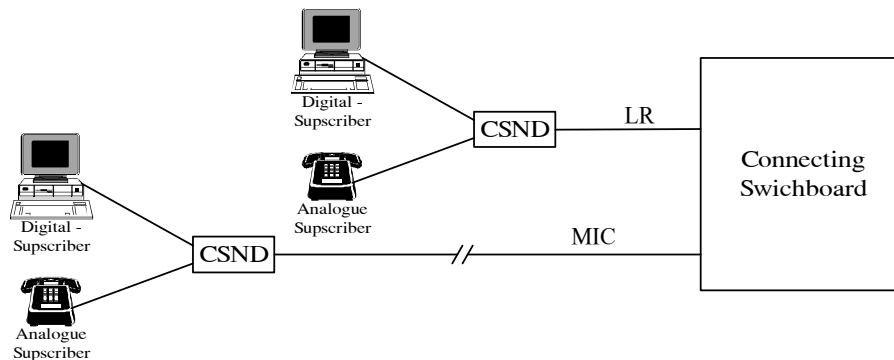 Digital -
Supscriber
CSND
LR
Analogue
Supscriber
Connecting
Swichboard
Digital -
Supscriber
CSND
MIC
Analogue
Supscriber